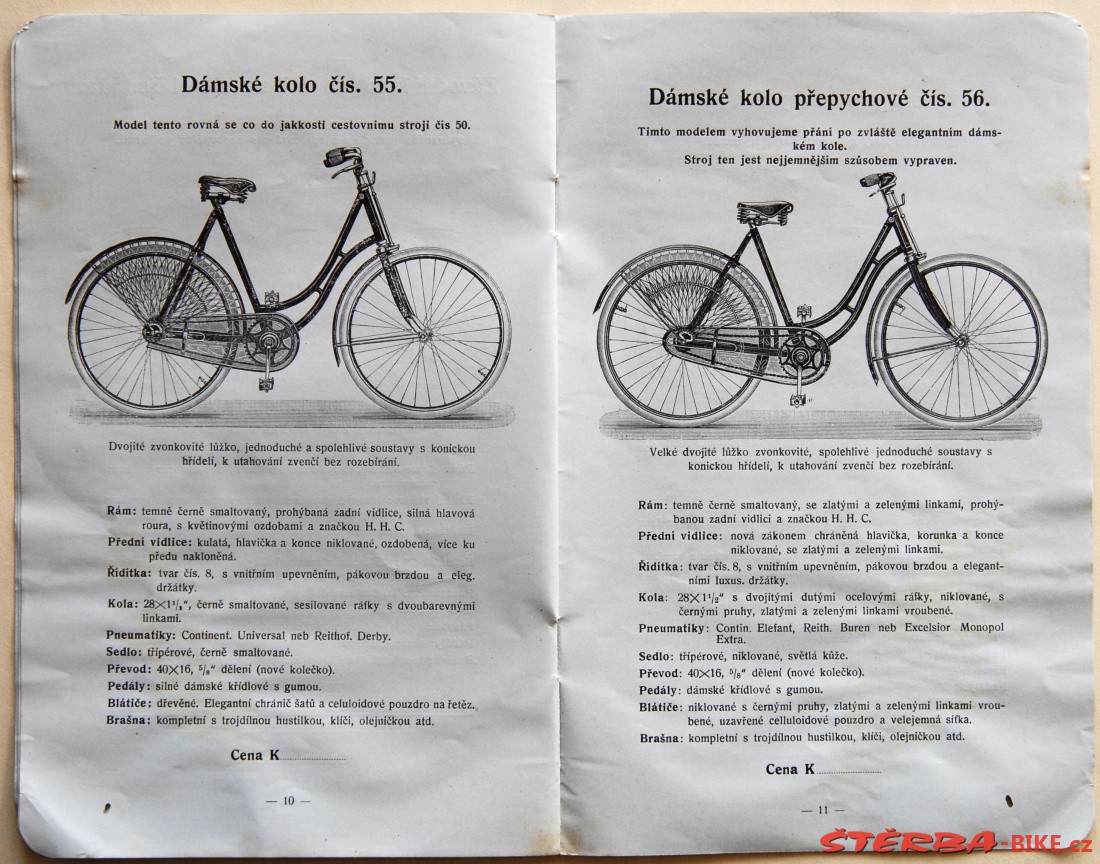 Dámské kolo čís. 55.
Model tento rovná se co do jakkosti cestovnímu stroji čís 50.
Dvojité zvonkovité lůžko, jednoduché a spolehlivé soustavy s konickou
hřídelí, k utahování zvenčí bez rozebírání.
Rám: temně černě smaltovaný, prohýbaná zadní vidlice, silná hlavová
roura, s květinovými ozdobami a značkou H. H. C.
Přední vidlice: kulatá, hlavička a konce niklované, ozdobená, více ku
předu nakloněná.
Řídítka: tvar čís. 8, s vnitřním upevněním, pákovou brzdou a eleg.
držátky.
Kola: 28×1¹/₂“, černě smaltované, sesilované ráfky s dvoubarevnými
linkami.
Pneumatiky: Continent. Universal neb Reithof. Derby.
Sedlo: třípérové, černě smaltované.
Převod: 40×16, ⁵/₈“ dělení (nové kolečko).
Pedály: silné dámské křídlové s gumou.
Blátiče: dřevěné. Elegantní chránič šatů a celuloidové pouzdro na řetěz.
Brašna: kompletní s trojdílnou hustilkou, klíči, olejničkou atd.
Cena K
— 10 —
Dámské kolo přepychové čís. 56.
Tímto modelem vyhovujeme přání po zvláště elegantním dáms-
kém kole.
Stroj ten jest nejjemnějším szůsobem vypraven.
Velké dvojité lůžko zvonkovité, spolehlivé jednoduché soustavy s
konickou hřídelí, k utahování zvenčí bez rozebírání.
Rám: temně černě smaltovaný, se zlatými a zelenými linkami, prohý-
banou zadní vidlicí a značkou H. H. C.
Přední vidlice: nová zákonem chráněná hlavička, korunka a konce
niklované, se zlatými a zelenými linkami.
Řídítka: tvar čís. 8, s vnitřním upevněním, pákovou brzdou a elegant-
ními luxus. držátky.
Kola: 28×1¹/₂“ s dvojitými dutými ocelovými ráfky, niklované, s
černými pruhy, zlatými a zelenými linkami vroubené.
Pneumatiky: Contin. Elefant, Reith. Buren neb Excelsior Monopol
Extra.
Sedlo: třípérové, niklované, světlá kůže.
Převod: 40×16, ⁵/₈“ dělení (nové kolečko).
Pedály: dámské křídlové s gumou.
Blátiče: niklované s černými pruhy, zlatými a zelenými linkami vrou-
bené, uzavřené celluloidové pouzdro a velejemná síťka.
Brašna: kompletní s trojdílnou hustilkou, klíči, olejničkou atd.
Cena K
— 11 —
ŠTĚRBA-BIKE.cz